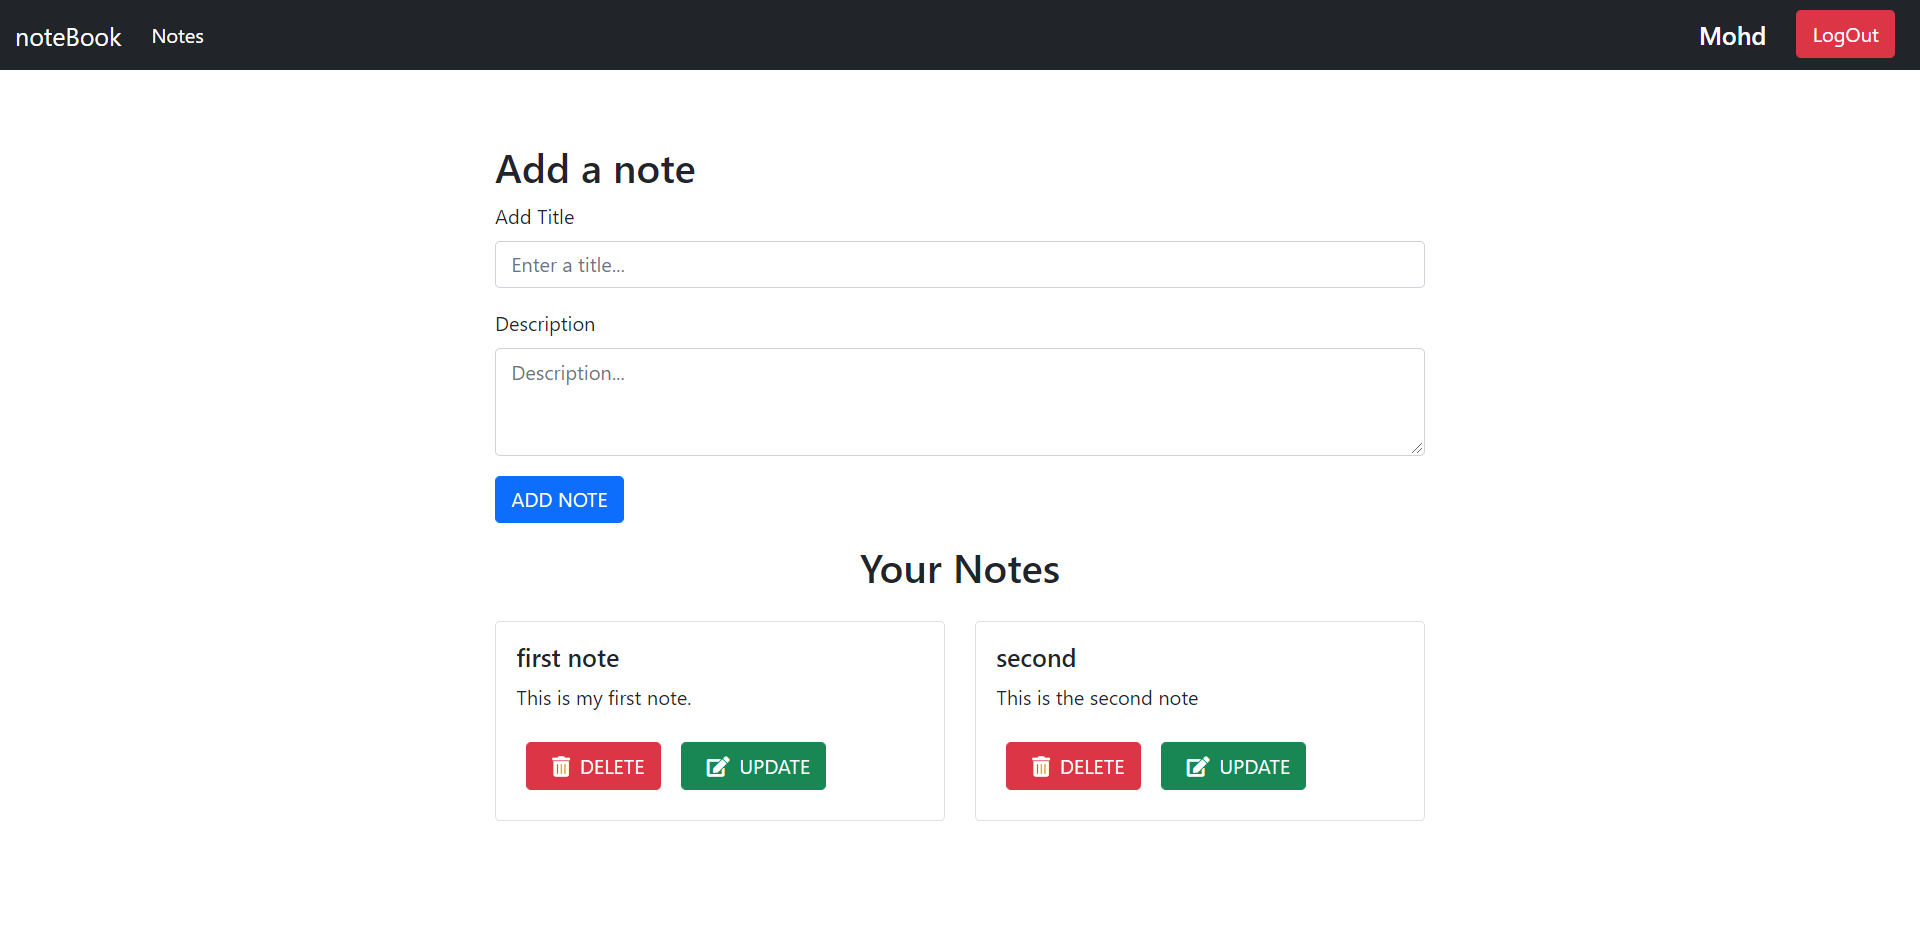 noteBook Notes Mohd LogOut
Add a note
Add Title
Enter a title...
Description
Description...
ADD NOTE
Your Notes
first note
This is my first note.
DELETE UPDATE
second
This is the second note
DELETE UPDATE